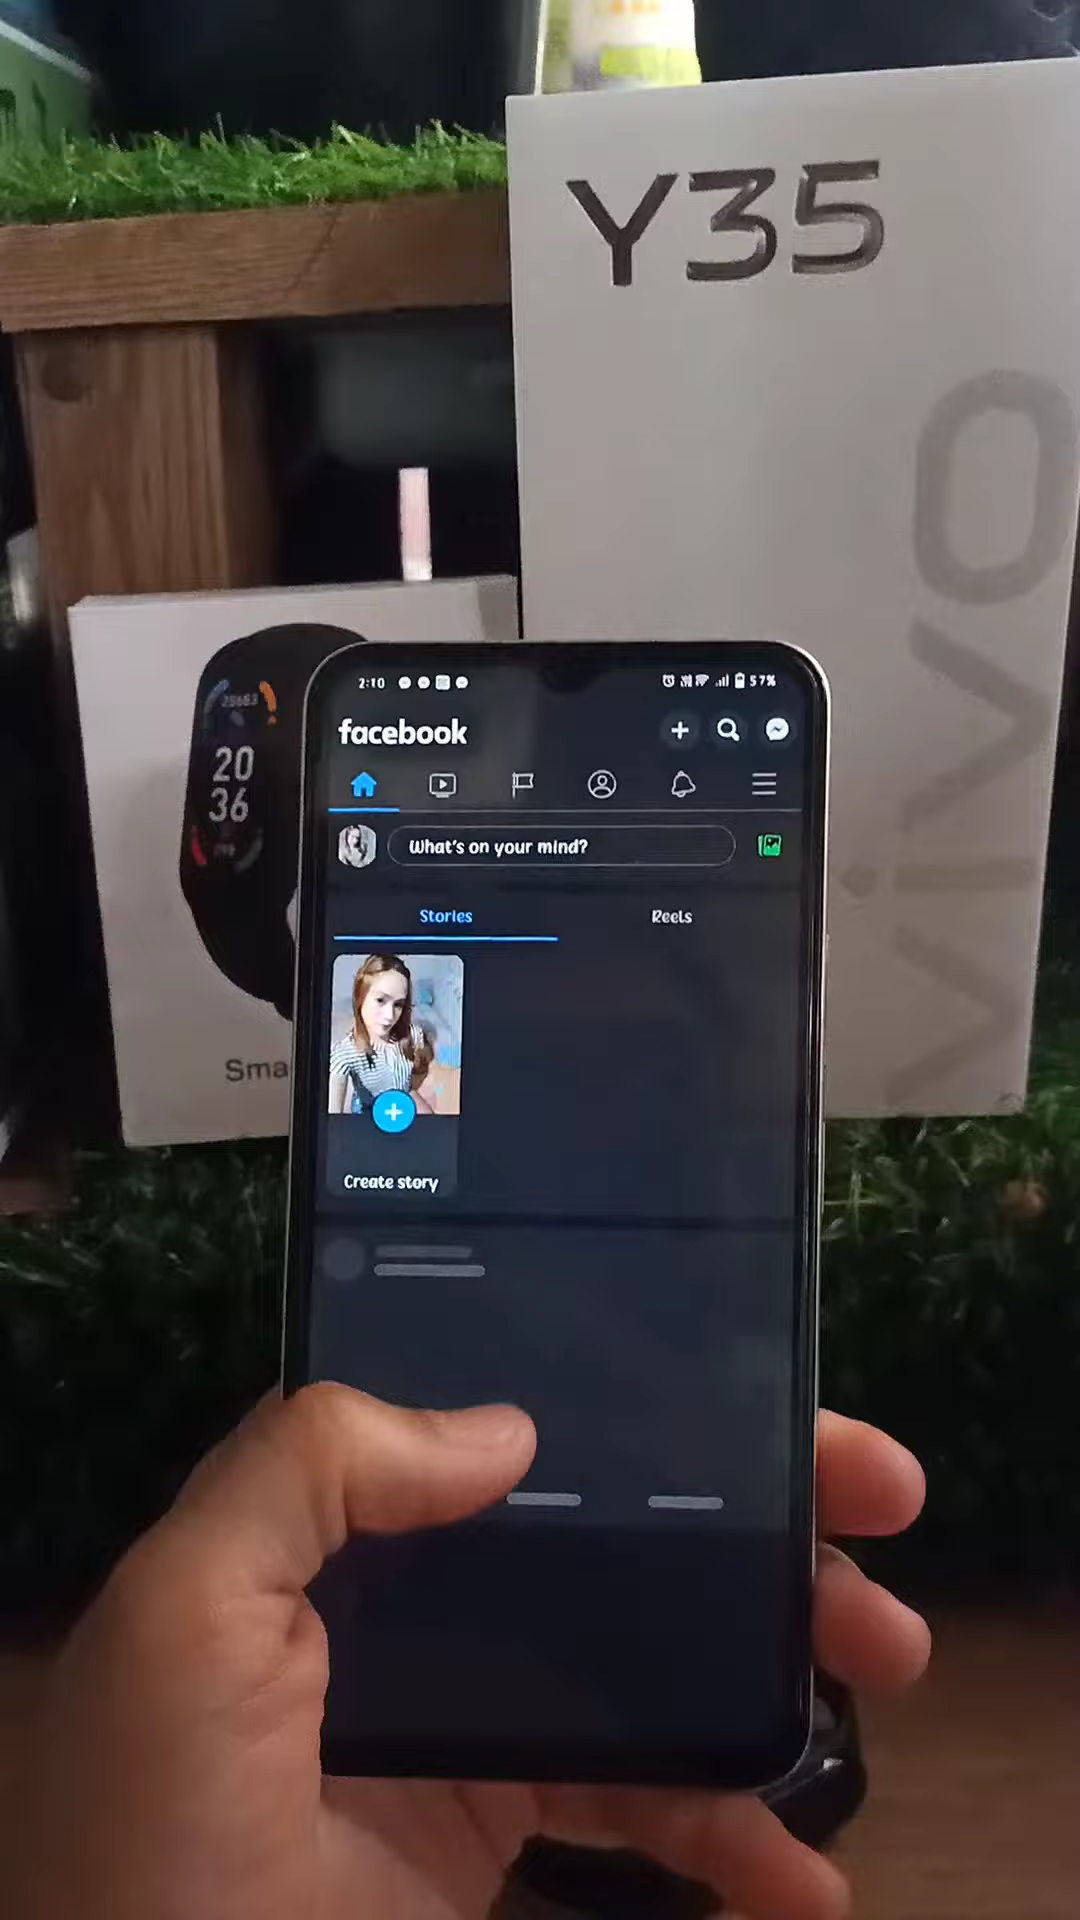 Y35
vivo
20
36
Sma
2:10
57%
facebook
What's on your mind?
Stories
Reels
Create story